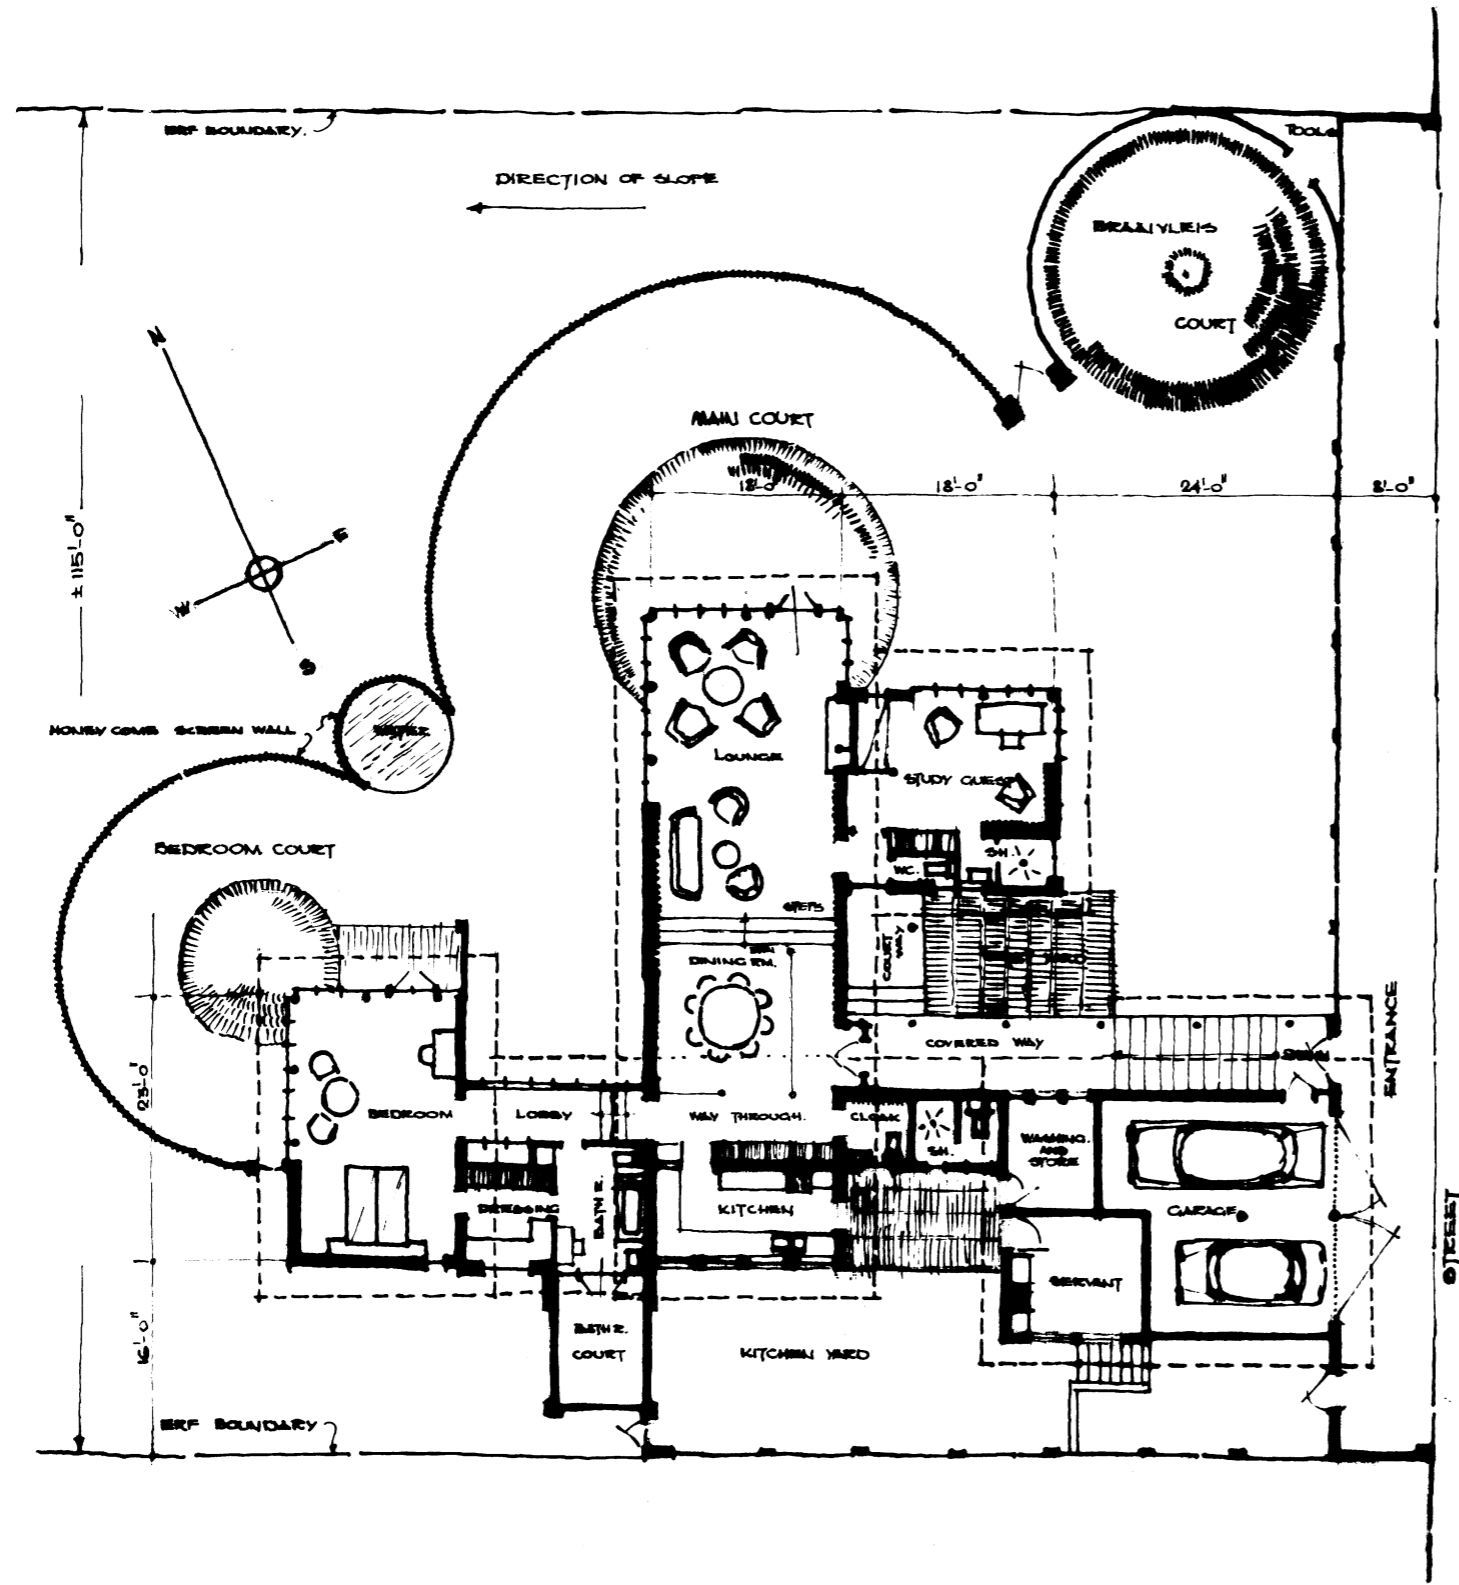 ERF BOUNDARY.
TOOLS
DIRECTION OF SLOPE
BRAAIVLEIS
COURT
N
MAIN COURT
18'-0"
18'-0"
24'-0"
8'-0"
± 115'-0"
E
W
S
HONEYCOMB SCREEN WALL
WATER
LOUNGE
STUDY GUEST
BEDROOM COURT
SH.
WC.
STEPS
DINING RM.
COURT
WAY
COVERED WAY
DOWN
ENTRANCE
23'-0"
BEDROOM
LOBBY
WAY THROUGH.
CLOAK
SH.
WASHING.
AND
STORE
DRESSING
BATH R.
KITCHEN
GARAGE
STREET
SERVANT
16'-0"
BATH R.
COURT
KITCHEN YARD
ERF BOUNDARY